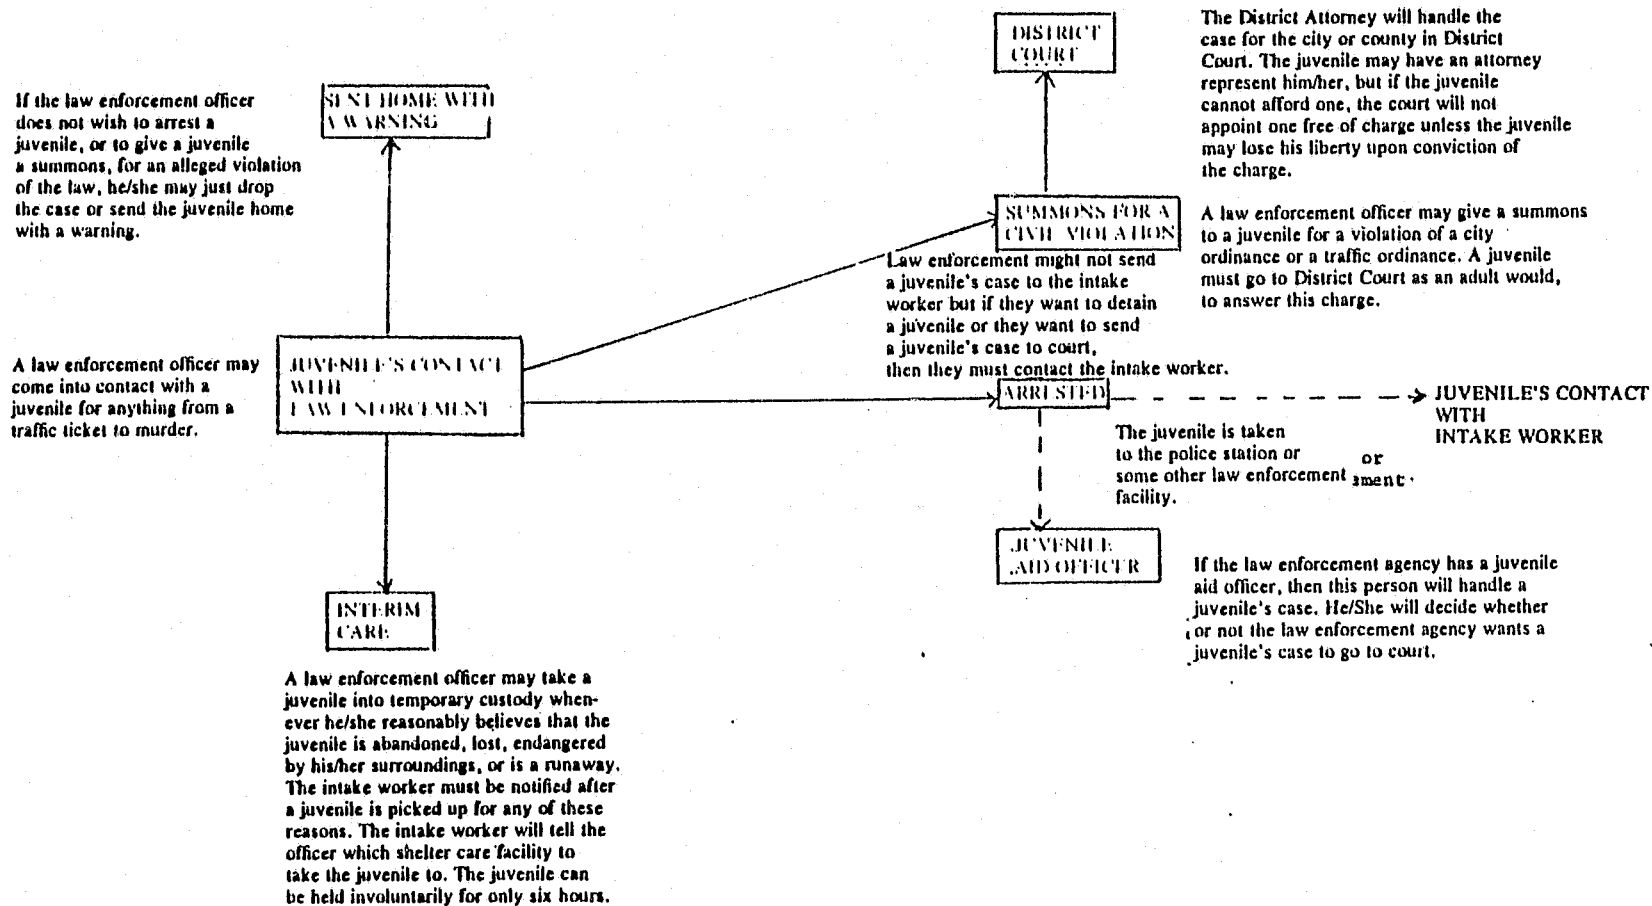 DISTRICT
COURT
The District Attorney will handle the
case for the city or county in District
Court. The juvenile may have an attorney
represent him/her, but if the juvenile
cannot afford one, the court will not
appoint one free of charge unless the juvenile
may lose his liberty upon conviction of
the charge.
If the law enforcement officer
does not wish to arrest a
juvenile, or to give a juvenile
a summons, for an alleged violation
of the law, he/she may just drop
the case or send the juvenile home
with a warning.
SENT HOME WITH
A WARNING
SUMMONS FOR A
CIVIL VIOLATION
A law enforcement officer may give a summons
to a juvenile for a violation of a city
ordinance or a traffic ordinance. A juvenile
must go to District Court as an adult would,
to answer this charge.
Law enforcement might not send
a juvenile's case to the intake
worker but if they want to detain
a juvenile or they want to send
a juvenile's case to court,
then they must contact the intake worker.
A law enforcement officer may
come into contact with a
juvenile for anything from a
traffic ticket to murder.
JUVENILE'S CONTACT
WITH
LAW ENFORCEMENT
ARRESTED
JUVENILE'S CONTACT
WITH
INTAKE WORKER
The juvenile is taken
to the police station or
some other law enforcement
facility.
or
JUVENILE
AID OFFICER
If the law enforcement agency has a juvenile
aid officer, then this person will handle a
juvenile's case. He/She will decide whether
or not the law enforcement agency wants a
juvenile's case to go to court.
INTERIM
CARE
A law enforcement officer may take a
juvenile into temporary custody when-
ever he/she reasonably believes that the
juvenile is abandoned, lost, endangered
by his/her surroundings, or is a runaway.
The intake worker must be notified after
a juvenile is picked up for any of these
reasons. The intake worker will tell the
officer which shelter care facility to
take the juvenile to. The juvenile can
be held involuntarily for only six hours.